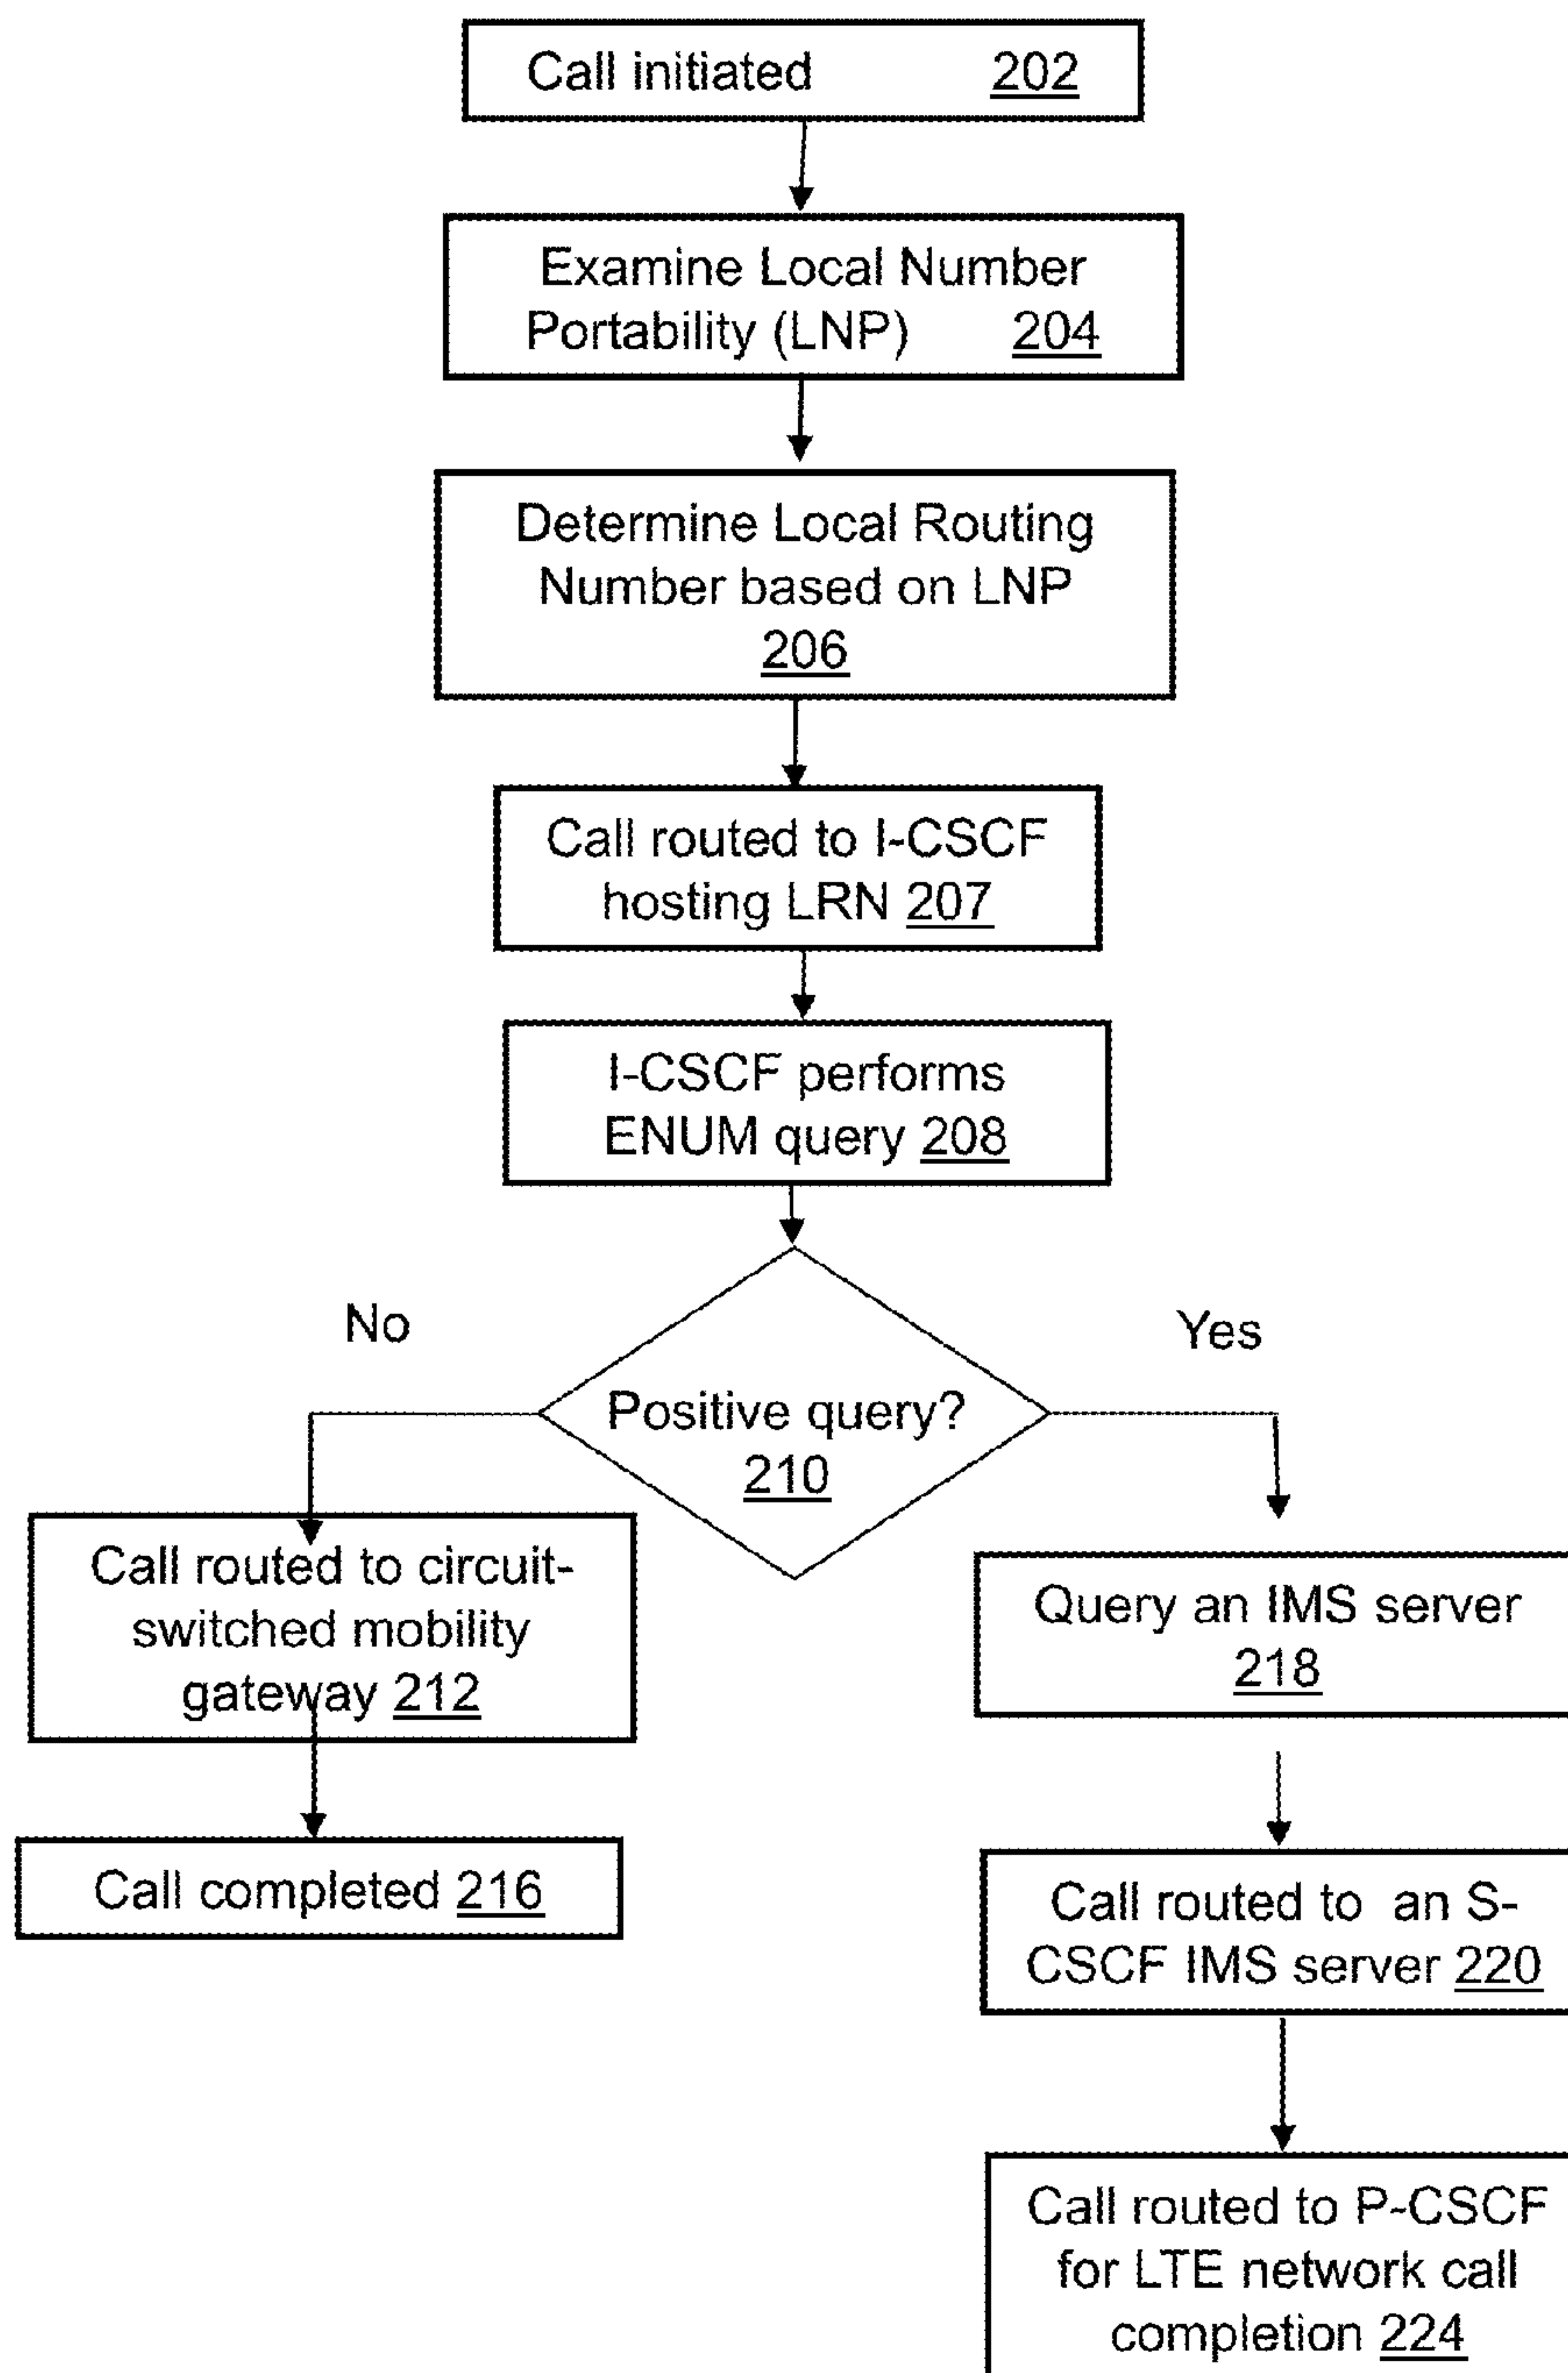 Call initiated 202
Examine Local Number
Portability (LNP) 204
Determine Local Routing
Number based on LNP
206
Call routed to I-CSCF
hosting LRN 207
I-CSCF performs
ENUM query 208
No
Yes
Positive query?
210
Call routed to circuit-
switched mobility
gateway 212
Query an IMS server
218
Call completed 216
Call routed to an S-
CSCF IMS server 220
Call routed to P-CSCF
for LTE network call
completion 224